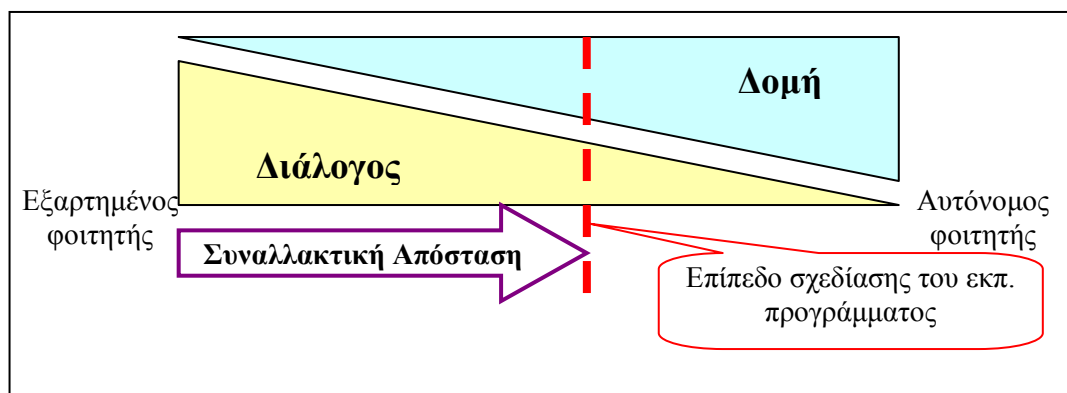 Δομή
Διάλογος
Εξαρτημένος
φοιτητής
Αυτόνομος
φοιτητής
Συναλλακτική Απόσταση
Επίπεδο σχεδίασης του εκπ.
προγράμματος